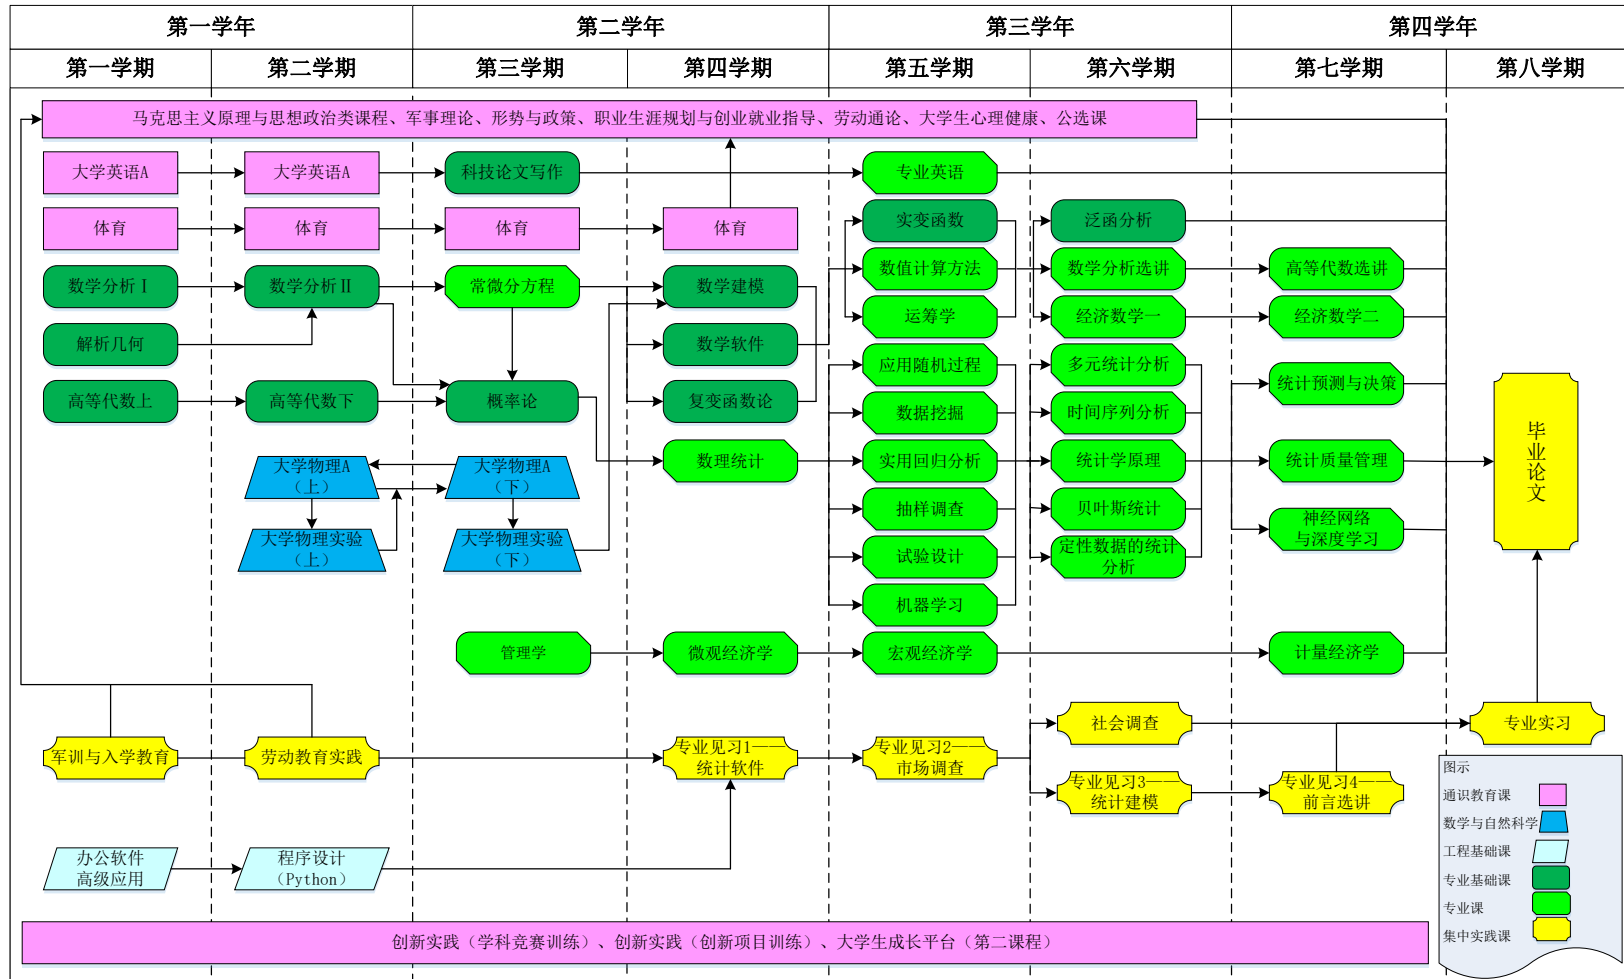 第一学年
第二学年
第三学年
第四学年
第一学期
第二学期
第三学期
第四学期
第五学期
第六学期
第七学期
第八学期
马克思主义原理与思想政治类课程、军事理论、形势与政策、职业生涯规划与创业就业指导、劳动通论、大学生心理健康、公选课
大学英语A
大学英语A
科技论文写作
专业英语
体育
体育
体育
体育
实变函数
泛函分析
数学分析Ⅰ
数学分析Ⅱ
常微分方程
数学建模
数值计算方法
数学分析选讲
高等代数选讲
解析几何
数学软件
运筹学
经济数学一
经济数学二
高等代数上
高等代数下
概率论
复变函数论
应用随机过程
多元统计分析
统计预测与决策
数据挖掘
时间序列分析
数理统计
实用回归分析
统计学原理
统计质量管理
毕业论文
大学物理A
（上）
大学物理A
（下）
抽样调查
贝叶斯统计
神经网络
与深度学习
大学物理实验
（上）
大学物理实验
（下）
试验设计
定性数据的统计
分析
机器学习
管理学
微观经济学
宏观经济学
计量经济学
社会调查
专业实习
军训与入学教育
劳动教育实践
专业见习1——
统计软件
专业见习2——
市场调查
专业见习3——
统计建模
专业见习4——
前言选讲
办公软件
高级应用
程序设计
（Python）
创新实践（学科竞赛训练）、创新实践（创新项目训练）、大学生成长平台（第二课程）
图示
通识教育课
数学与自然科学
工程基础课
专业基础课
专业课
集中实践课